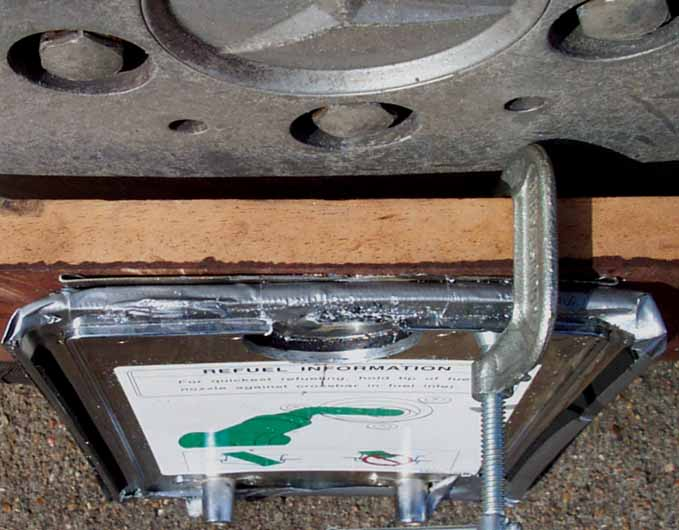 REFUEL INFORMATION
For quickest refueling, hold tip of fuel
nozzle against crossbar in fuel inlet